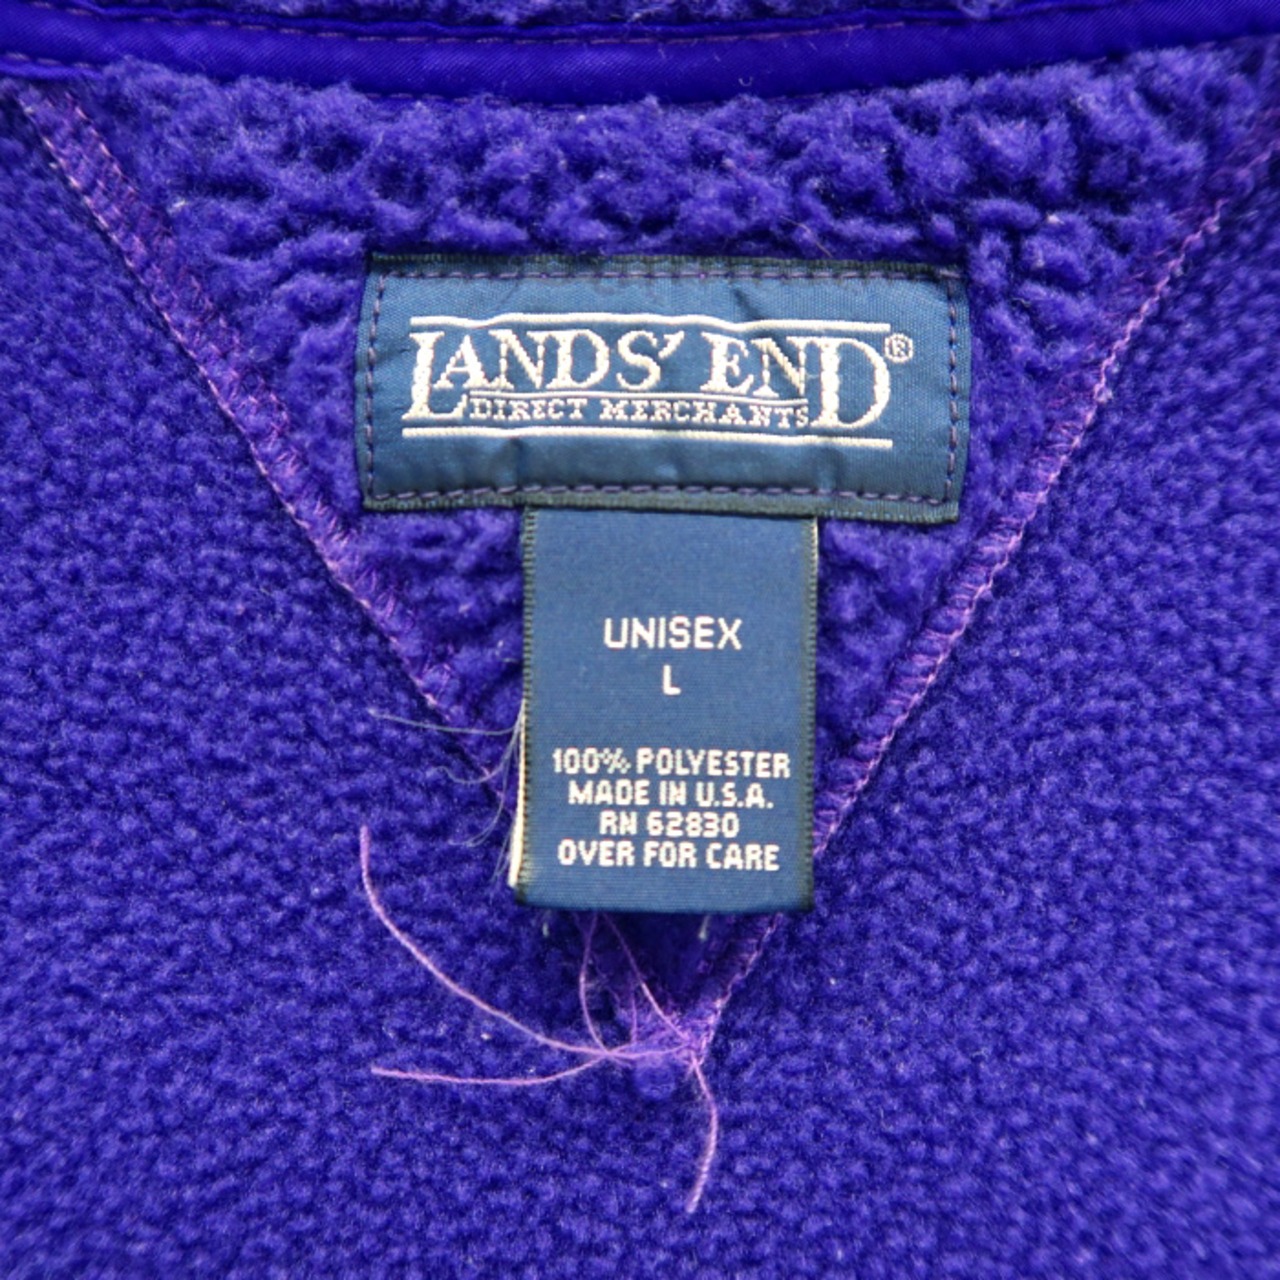 LANDS' END®
DIRECT MERCHANTS
UNISEX
L
100% POLYESTER
MADE IN U.S.A.
RN 62830
OVER FOR CARE